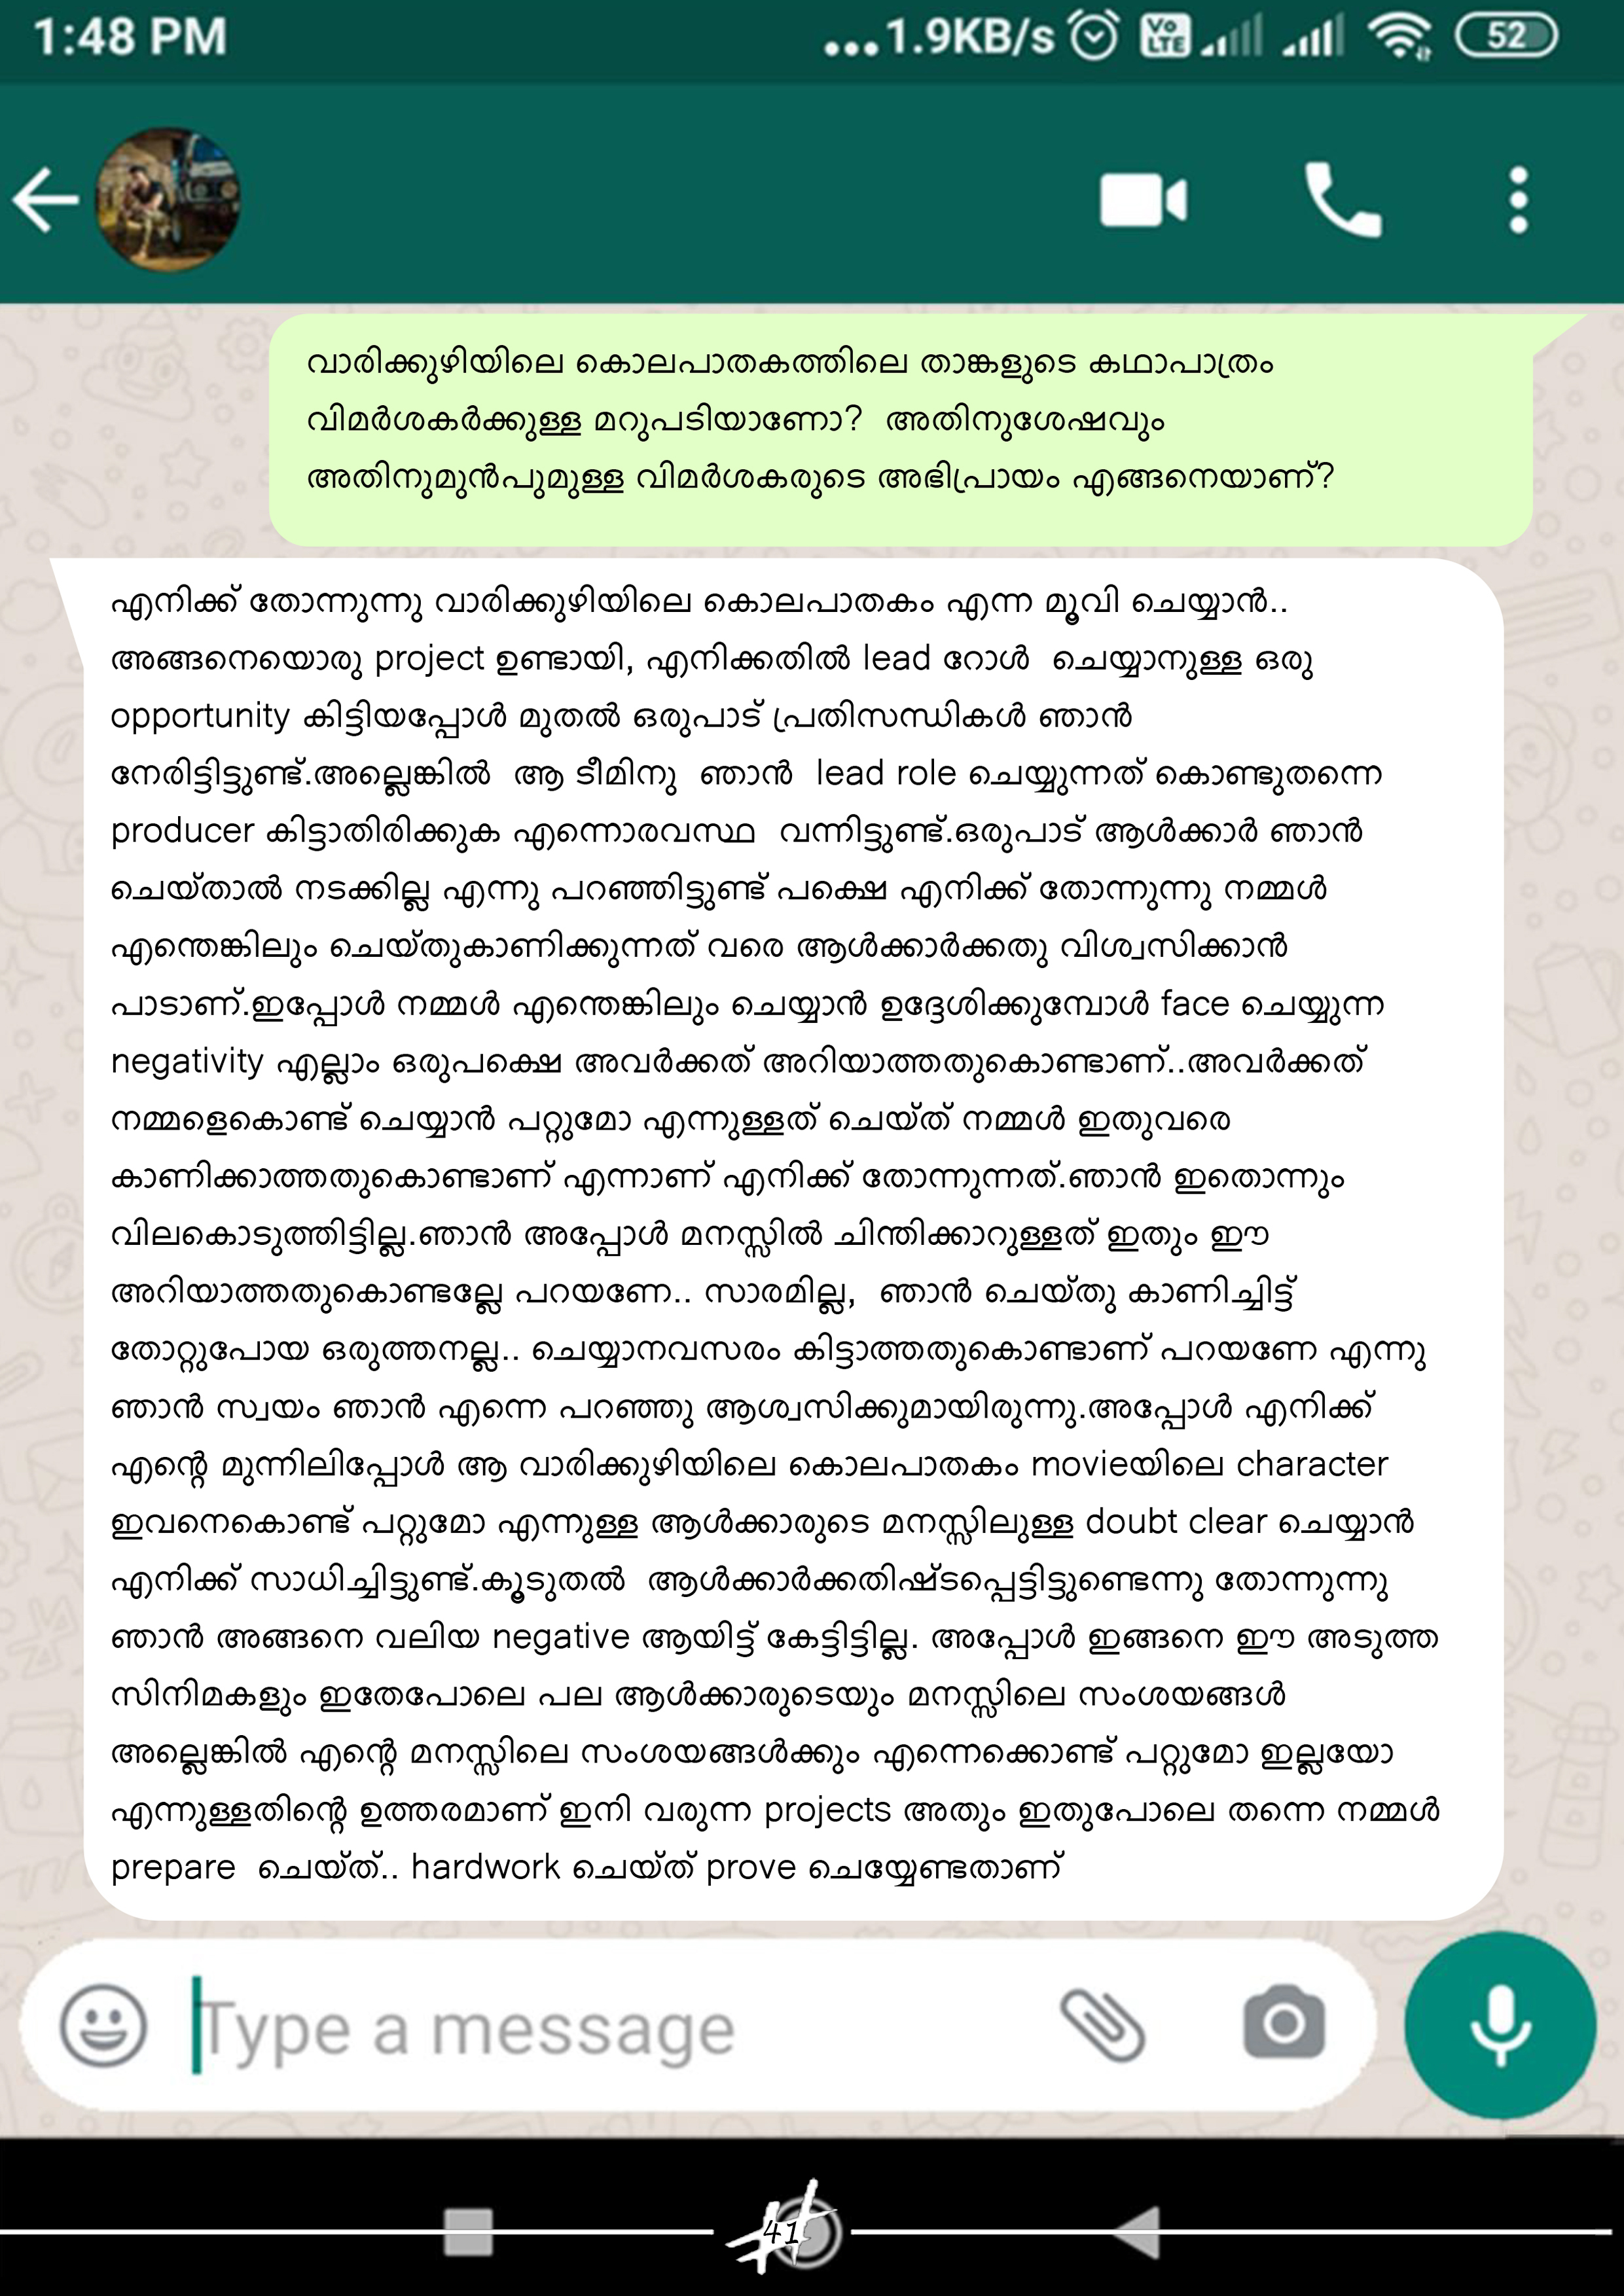 1:48 PM
...1.9KB/s Vo LTE 52
വാരിക്കുഴിയിലെ കൊലപാതകത്തിലെ താങ്കളുടെ കഥാപാത്രം
വിമർശകർക്കുള്ള മറുപടിയാണോ? അതിനുശേഷവും
അതിനുമുൻപുമുള്ള വിമർശകരുടെ അഭിപ്രായം എങ്ങനെയാണ്?
എനിക്ക് തോന്നുന്നു വാരിക്കുഴിയിലെ കൊലപാതകം എന്ന മൂവി ചെയ്യാൻ..
അങ്ങനെയൊരു project ഉണ്ടായി, എനിക്കതിൽ lead റോൾ ചെയ്യാനുള്ള ഒരു
opportunity കിട്ടിയപ്പോൾ മുതൽ ഒരുപാട് പ്രതിസന്ധികൾ ഞാൻ
നേരിട്ടിട്ടുണ്ട്.അല്ലെങ്കിൽ ആ ടീമിനു ഞാൻ lead role ചെയ്യുന്നത് കൊണ്ടുതന്നെ
producer കിട്ടാതിരിക്കുക എന്നൊരവസ്ഥ വന്നിട്ടുണ്ട്.ഒരുപാട് ആൾക്കാർ ഞാൻ
ചെയ്താൽ നടക്കില്ല എന്നു പറഞ്ഞിട്ടുണ്ട് പക്ഷെ എനിക്ക് തോന്നുന്നു നമ്മൾ
എന്തെങ്കിലും ചെയ്തുകാണിക്കുന്നത് വരെ ആൾക്കാർക്കതു വിശ്വസിക്കാൻ
പാടാണ്.ഇപ്പോൾ നമ്മൾ എന്തെങ്കിലും ചെയ്യാൻ ഉദ്ദേശിക്കുമ്പോൾ face ചെയ്യുന്ന
negativity എല്ലാം ഒരുപക്ഷെ അവർക്കത് അറിയാത്തതുകൊണ്ടാണ്..അവർക്കത്
നമ്മളെകൊണ്ട് ചെയ്യാൻ പറ്റുമോ എന്നുള്ളത് ചെയ്ത് നമ്മൾ ഇതുവരെ
കാണിക്കാത്തതുകൊണ്ടാണ് എന്നാണ് എനിക്ക് തോന്നുന്നത്.ഞാൻ ഇതൊന്നും
വിലകൊടുത്തിട്ടില്ല.ഞാൻ അപ്പോൾ മനസ്സിൽ ചിന്തിക്കാറുള്ളത് ഇതും ഈ
അറിയാത്തതുകൊണ്ടല്ലേ പറയണേ.. സാരമില്ല, ഞാൻ ചെയ്തു കാണിച്ചിട്ട്
തോറ്റുപോയ ഒരുത്തനല്ല.. ചെയ്യാനവസരം കിട്ടാത്തതുകൊണ്ടാണ് പറയണേ എന്നു
ഞാൻ സ്വയം ഞാൻ എന്നെ പറഞ്ഞു ആശ്വസിക്കുമായിരുന്നു.അപ്പോൾ എനിക്ക്
എന്റെ മുന്നിലിപ്പോൾ ആ വാരിക്കുഴിയിലെ കൊലപാതകം movieയിലെ character
ഇവനെകൊണ്ട് പറ്റുമോ എന്നുള്ള ആൾക്കാരുടെ മനസ്സിലുള്ള doubt clear ചെയ്യാൻ
എനിക്ക് സാധിച്ചിട്ടുണ്ട്.കൂടുതൽ ആൾക്കാർക്കതിഷ്ടപ്പെട്ടിട്ടുണ്ടെന്നു തോന്നുന്നു
ഞാൻ അങ്ങനെ വലിയ negative ആയിട്ട് കേട്ടിട്ടില്ല. അപ്പോൾ ഇങ്ങനെ ഈ അടുത്ത
സിനിമകളും ഇതേപോലെ പല ആൾക്കാരുടെയും മനസ്സിലെ സംശയങ്ങൾ
അല്ലെങ്കിൽ എന്റെ മനസ്സിലെ സംശയങ്ങൾക്കും എന്നെക്കൊണ്ട് പറ്റുമോ ഇല്ലയോ
എന്നുള്ളതിന്റെ ഉത്തരമാണ് ഇനി വരുന്ന projects അതും ഇതുപോലെ തന്നെ നമ്മൾ
prepare ചെയ്ത്.. hardwork ചെയ്ത് prove ചെയ്യേണ്ടതാണ്
Type a message
41